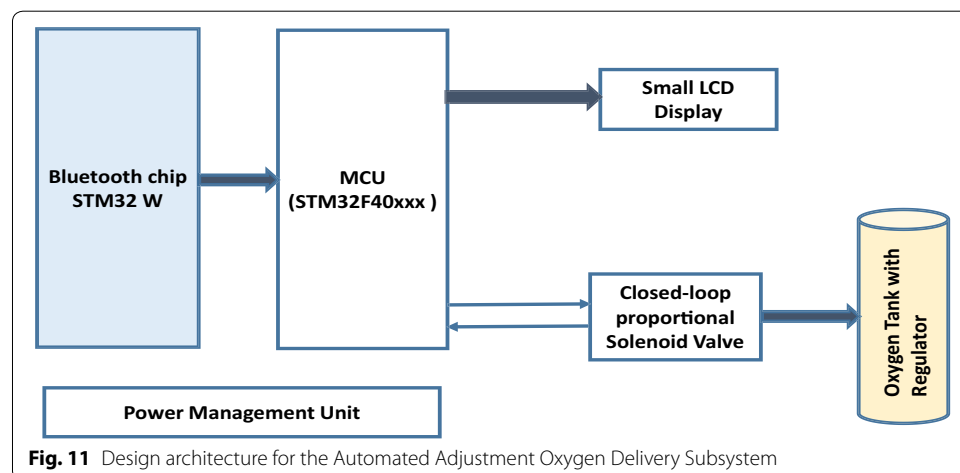 Bluetooth chip
STM32 W
MCU
(STM32F40xxx )
Small LCD
Display
Closed-loop
proportional
Solenoid Valve
Oxygen Tank with
Regulator
Power Management Unit
Fig. 11 Design architecture for the Automated Adjustment Oxygen Delivery Subsystem